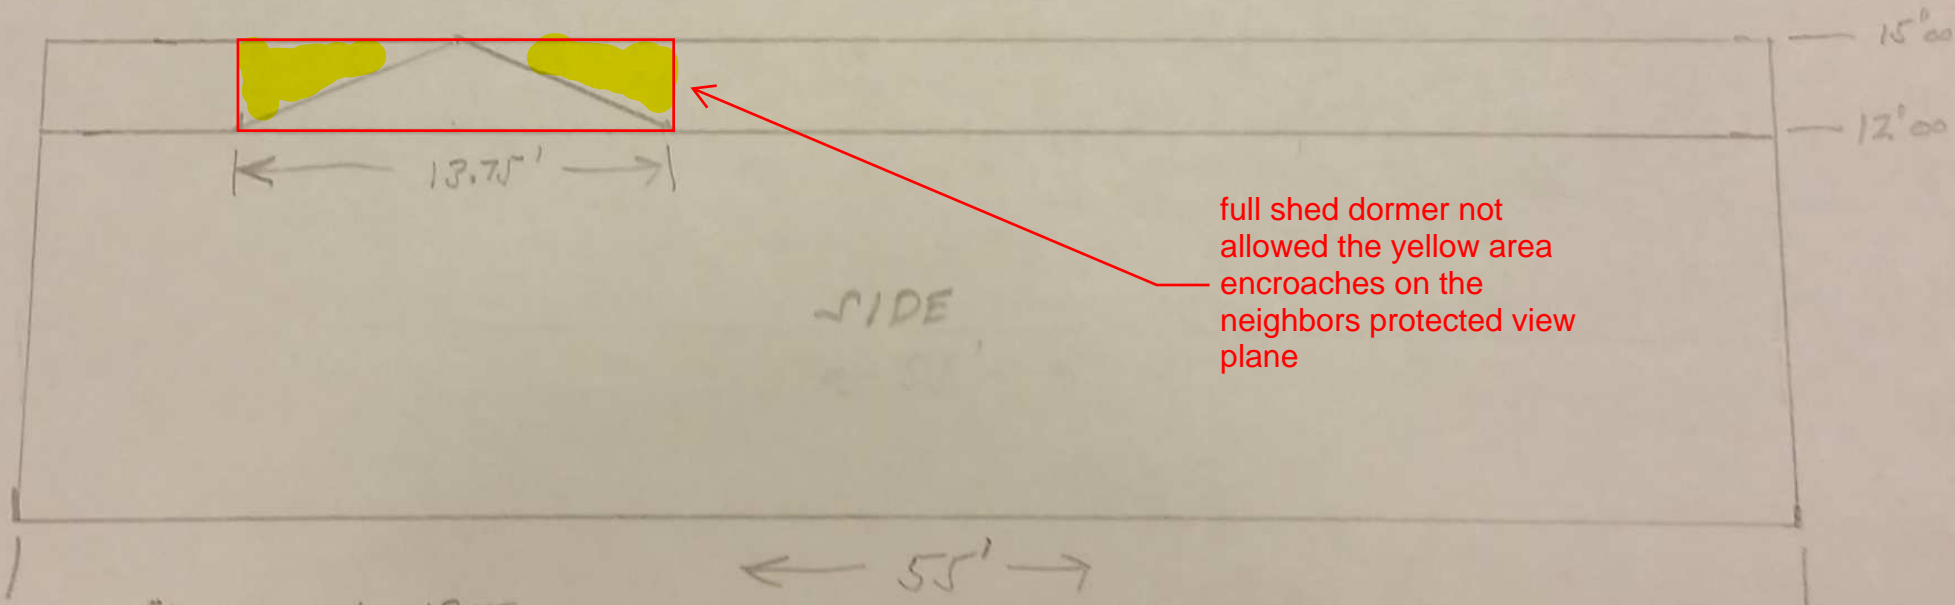 15'00
12'00
13.75'
full shed dormer not
allowed the yellow area
encroaches on the
neighbors protected view
plane
SIDE
55'